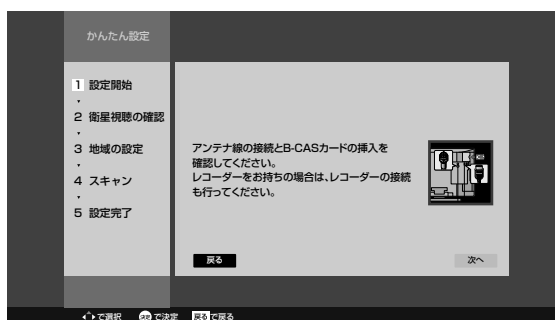 かんたん設定
1 設定開始
2 衛星視聴の確認
3 地域の設定
4 スキャン
5 設定完了
アンテナ線の接続とB-CASカードの挿入を
確認してください。
レコーダーをお持ちの場合は、レコーダーの接続
も行ってください。
戻る 次へ
で選択 決定 で決定 戻る で戻る